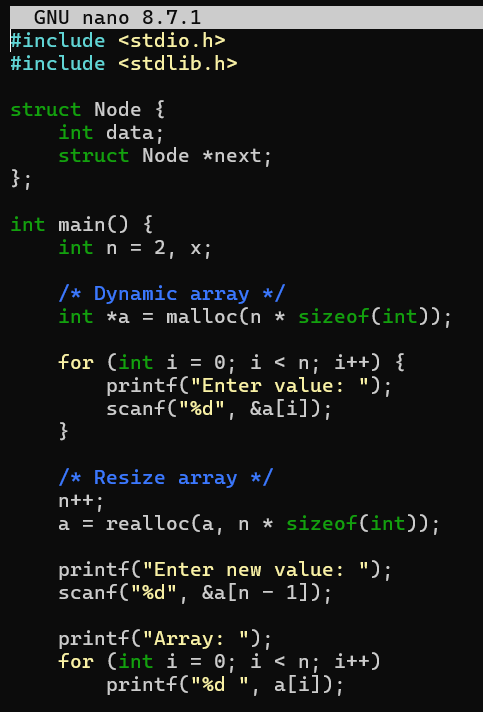 GNU nano 8.7.1
#include <stdio.h>
#include <stdlib.h>

struct Node {
    int data;
    struct Node *next;
};

int main() {
    int n = 2, x;

    /* Dynamic array */
    int *a = malloc(n * sizeof(int));

    for (int i = 0; i < n; i++) {
        printf("Enter value: ");
        scanf("%d", &a[i]);
    }

    /* Resize array */
    n++;
    a = realloc(a, n * sizeof(int));

    printf("Enter new value: ");
    scanf("%d", &a[n - 1]);

    printf("Array: ");
    for (int i = 0; i < n; i++)
        printf("%d ", a[i]);